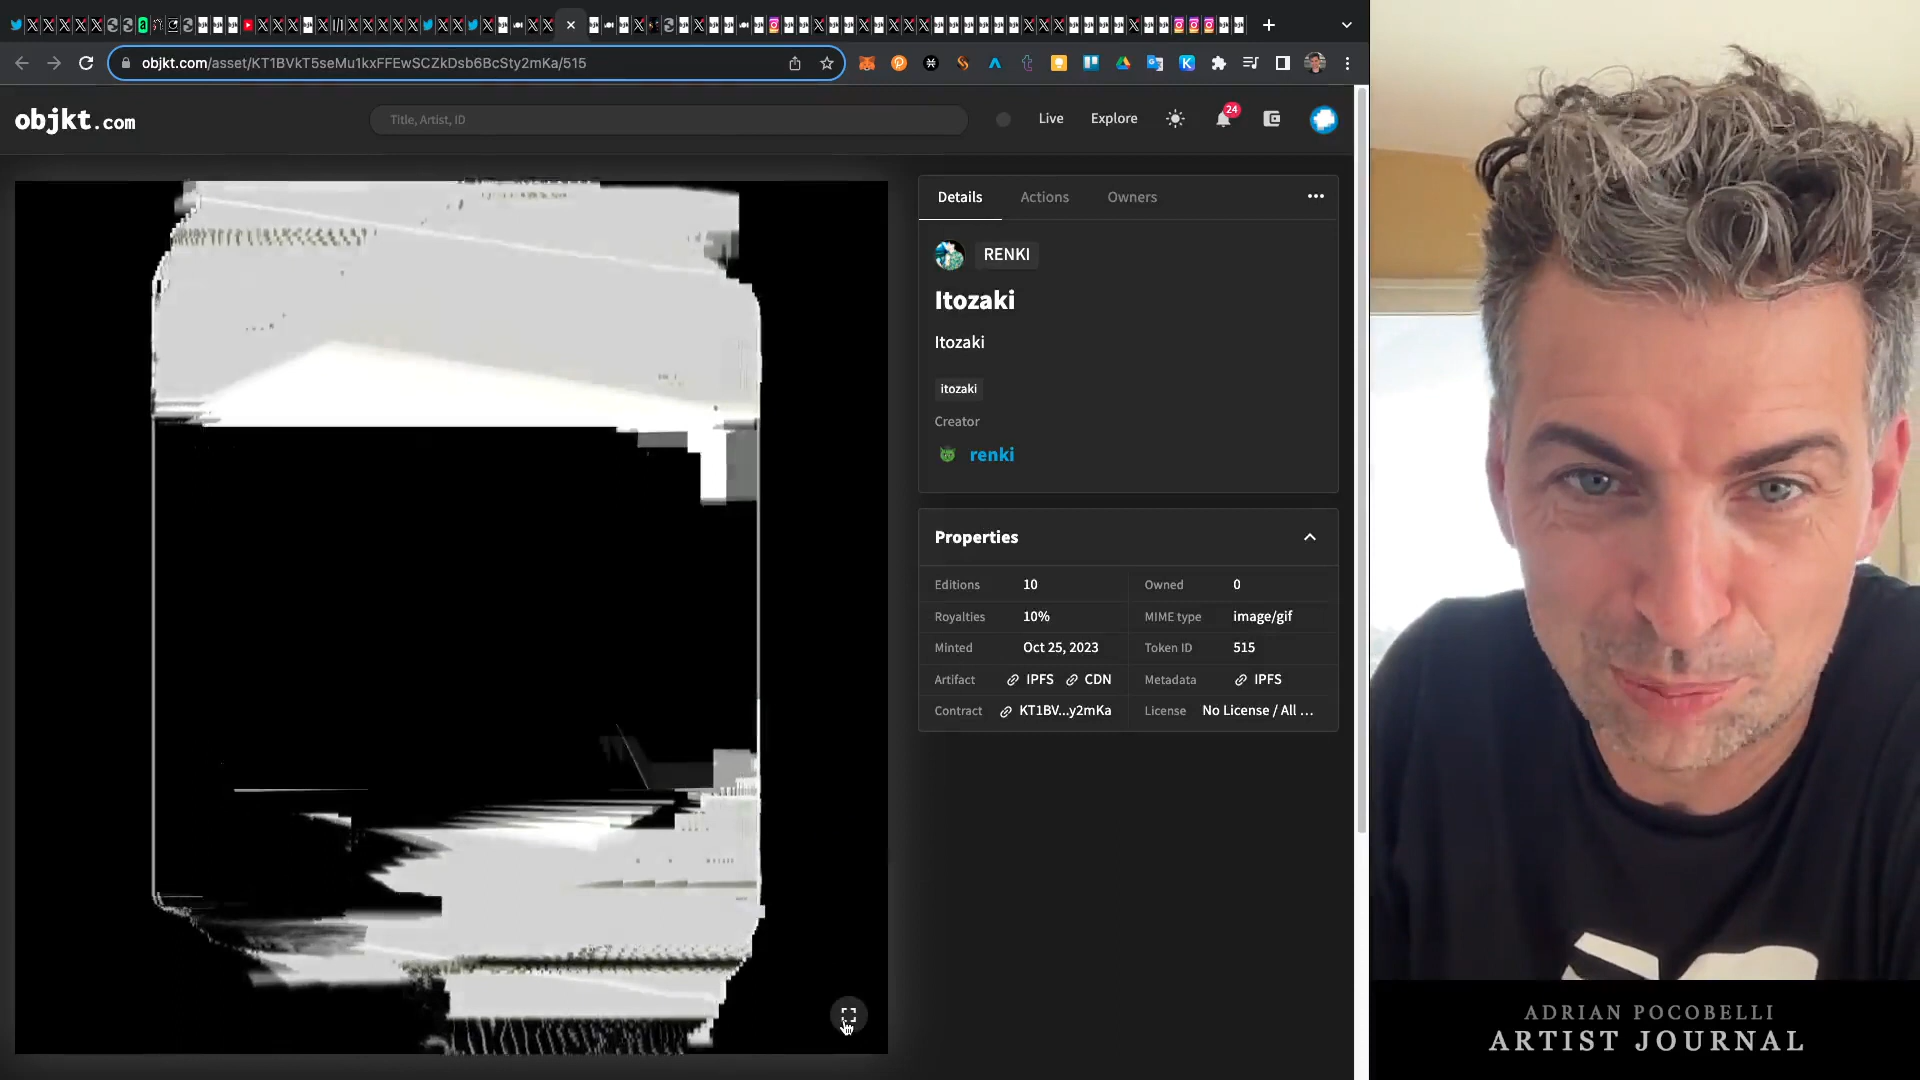 objkt.com/asset/KT1BVkT5seMu1kxFFEwSCZkDsb6BcSty2mKa/515
objkt.com
Title, Artist, ID
Live
Explore
24
Details
Actions
Owners
RENKI
Itozaki
Itozaki
itozaki
Creator
renki
Properties
Editions 10
Owned 0
Royalties 10%
MIME type image/gif
Minted Oct 25, 2023
Token ID 515
Artifact IPFS CDN
Metadata IPFS
Contract KT1BV...y2mKa
License No License / All ...
ADRIAN POCOBELLI
ARTIST JOURNAL